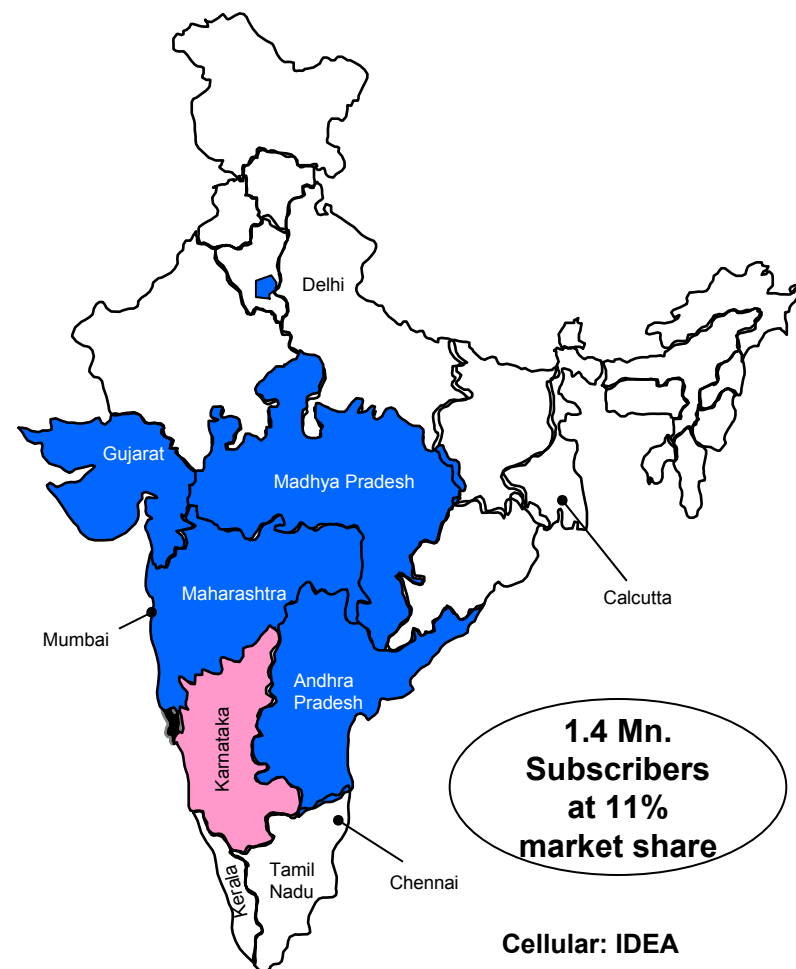 Delhi
Gujarat
Madhya Pradesh
Maharashtra
Calcutta
Mumbai
Andhra
Pradesh
Karnataka
1.4 Mn.
Subscribers
at 11%
market share
Kerala
Tamil
Nadu
Chennai
Cellular: IDEA